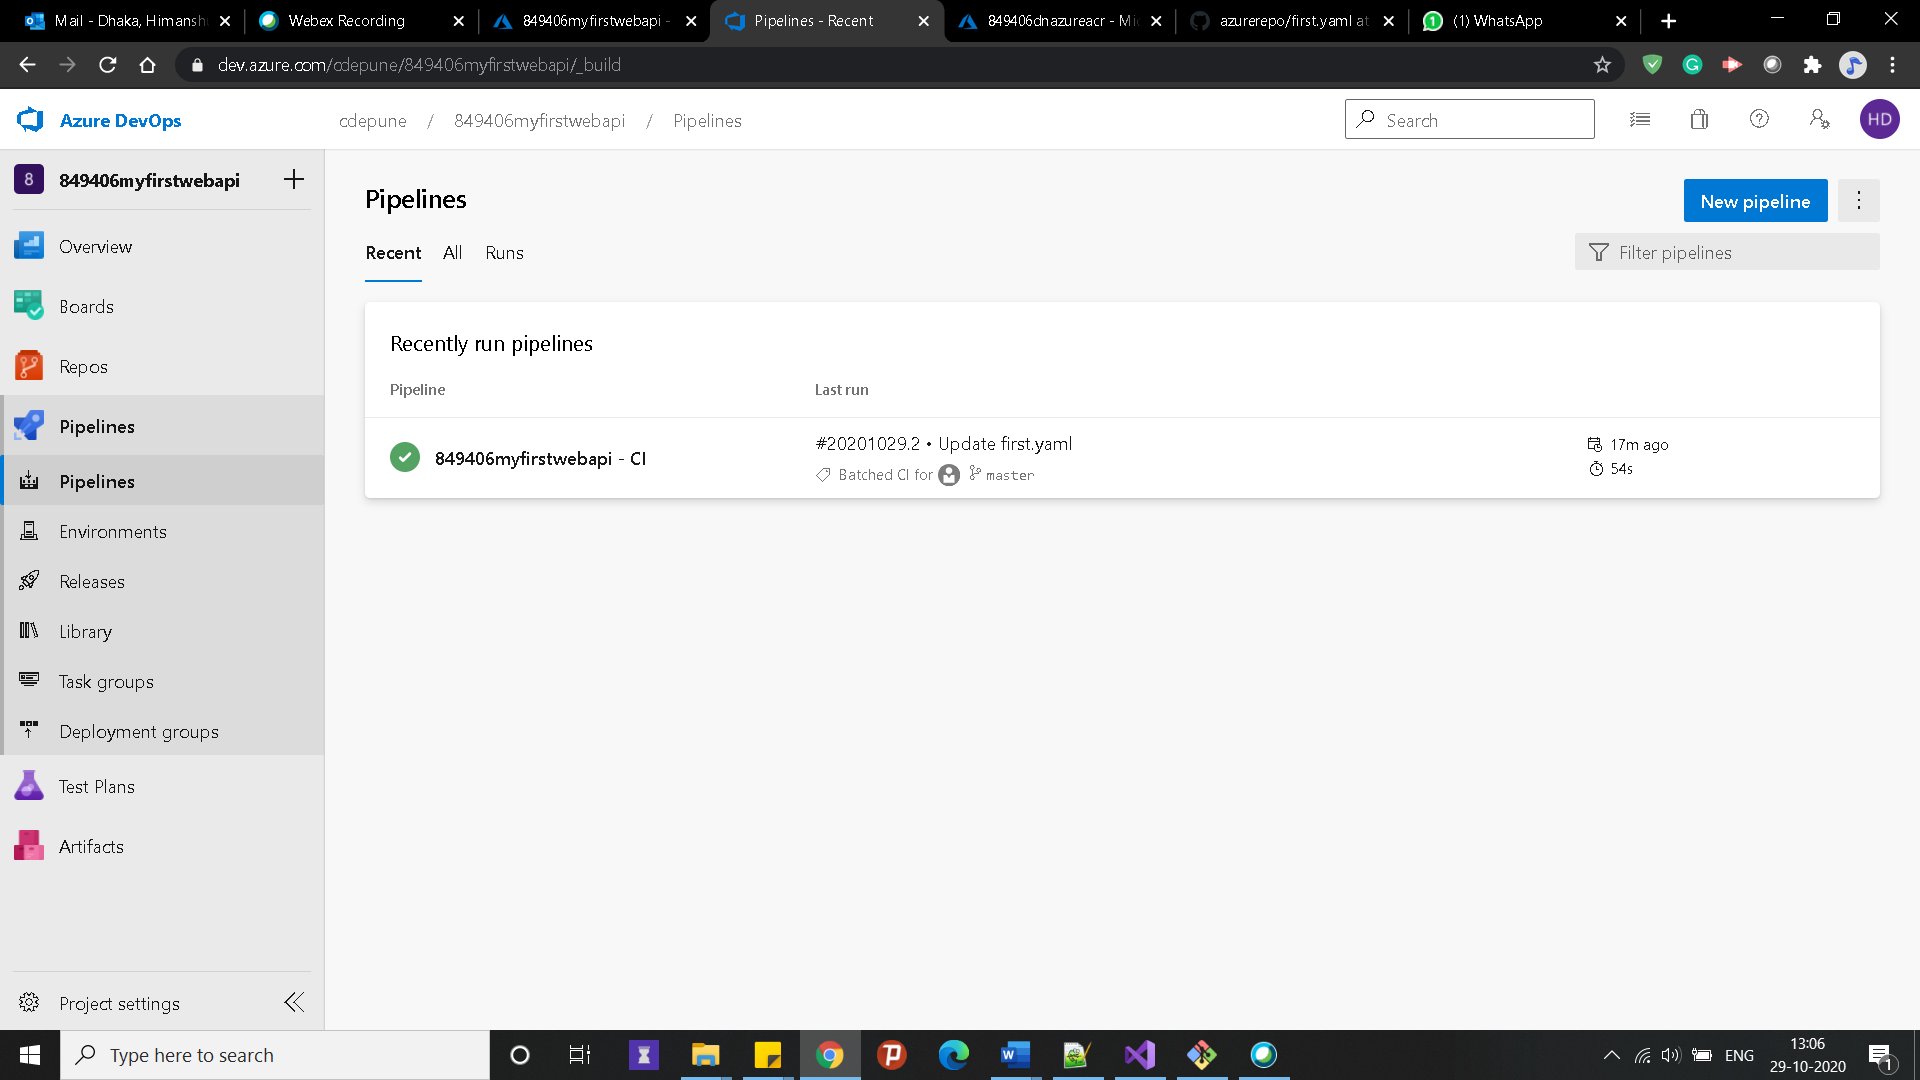 Mail - Dhaka, Himansh
Webex Recording
849406myfirstwebapi -
Pipelines - Recent
849406dnazureacr - Mi
azurerepo/first.yaml at
(1) WhatsApp
dev.azure.com/cdepune/849406myfirstwebapi/_build
Azure DevOps
cdepune / 849406myfirstwebapi / Pipelines
Search
HD
8 849406myfirstwebapi
Overview
Boards
Repos
Pipelines
Pipelines
Environments
Releases
Library
Task groups
Deployment groups
Test Plans
Artifacts
Project settings
Pipelines
New pipeline
Recent All Runs
Filter pipelines
Recently run pipelines
Pipeline Last run
849406myfirstwebapi - CI
#20201029.2 • Update first.yaml
Batched CI for master
17m ago
54s
Type here to search
ENG
13:06
29-10-2020
1